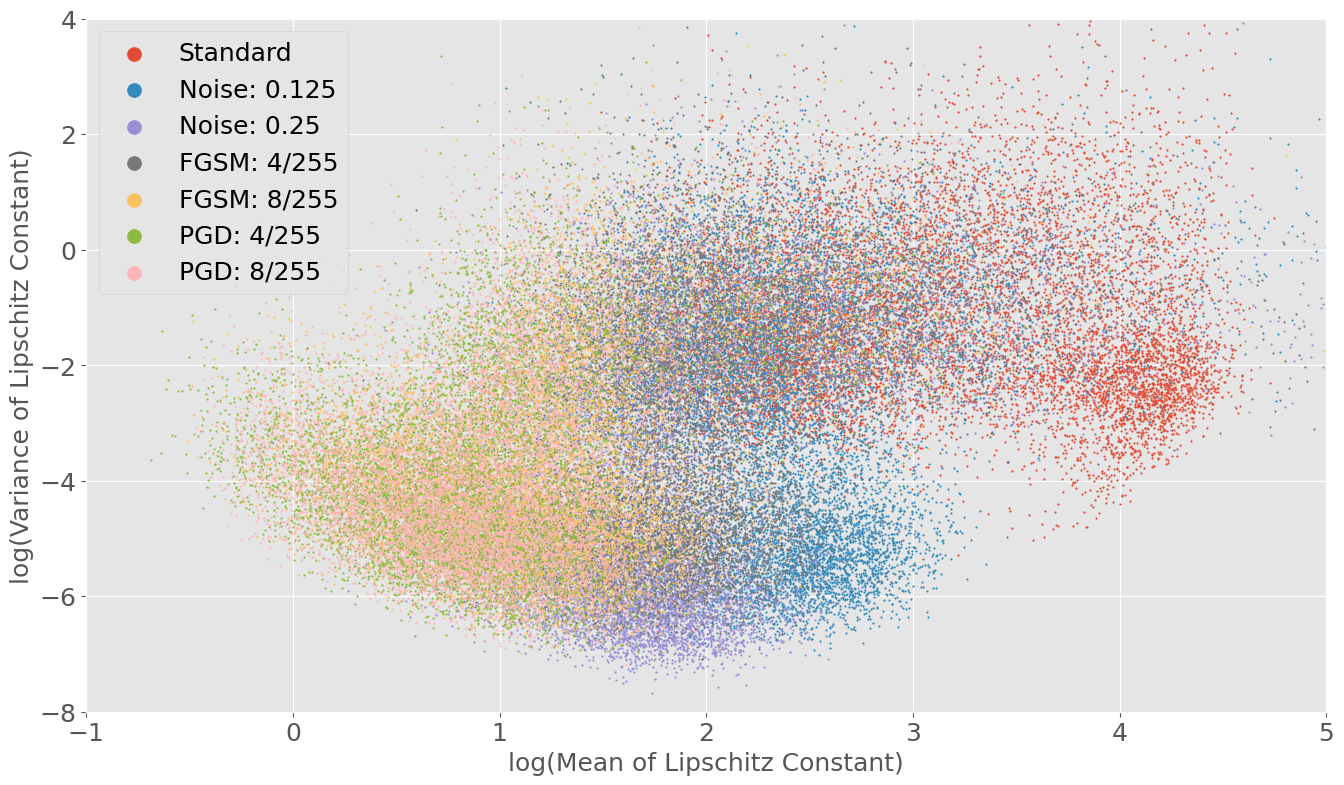 4
2
0
−2
−4
−6
−8
log(Variance of Lipschitz Constant)
Standard
Noise: 0.125
Noise: 0.25
FGSM: 4/255
FGSM: 8/255
PGD: 4/255
PGD: 8/255
−1
0
1
2
3
4
5
log(Mean of Lipschitz Constant)